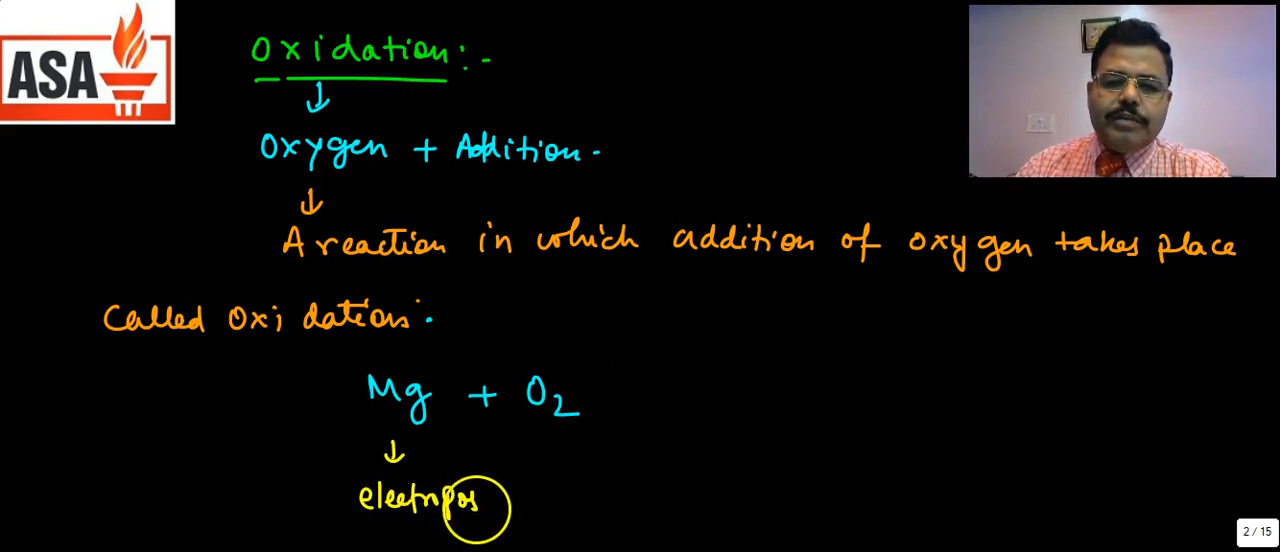 ASA
Oxidation:-
↓
Oxygen + Addition.
↓
A reaction in which addition of oxygen takes place
Called Oxidation.
Mg + O2
↓
electropos
2 / 15